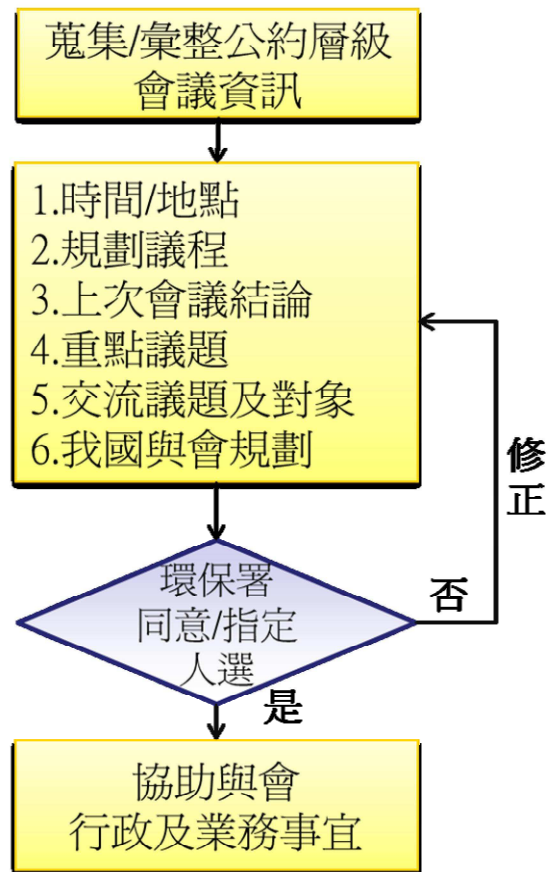 蒐集/彙整公約層級
會議資訊
1.時間/地點
2.規劃議程
3.上次會議結論
4.重點議題
5.交流議題及對象
6.我國與會規劃
修
正
環保署
同意/指定
人選
否
是
協助與會
行政及業務事宜